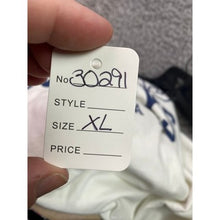 No 30291
STYLE
SIZE XL
PRICE